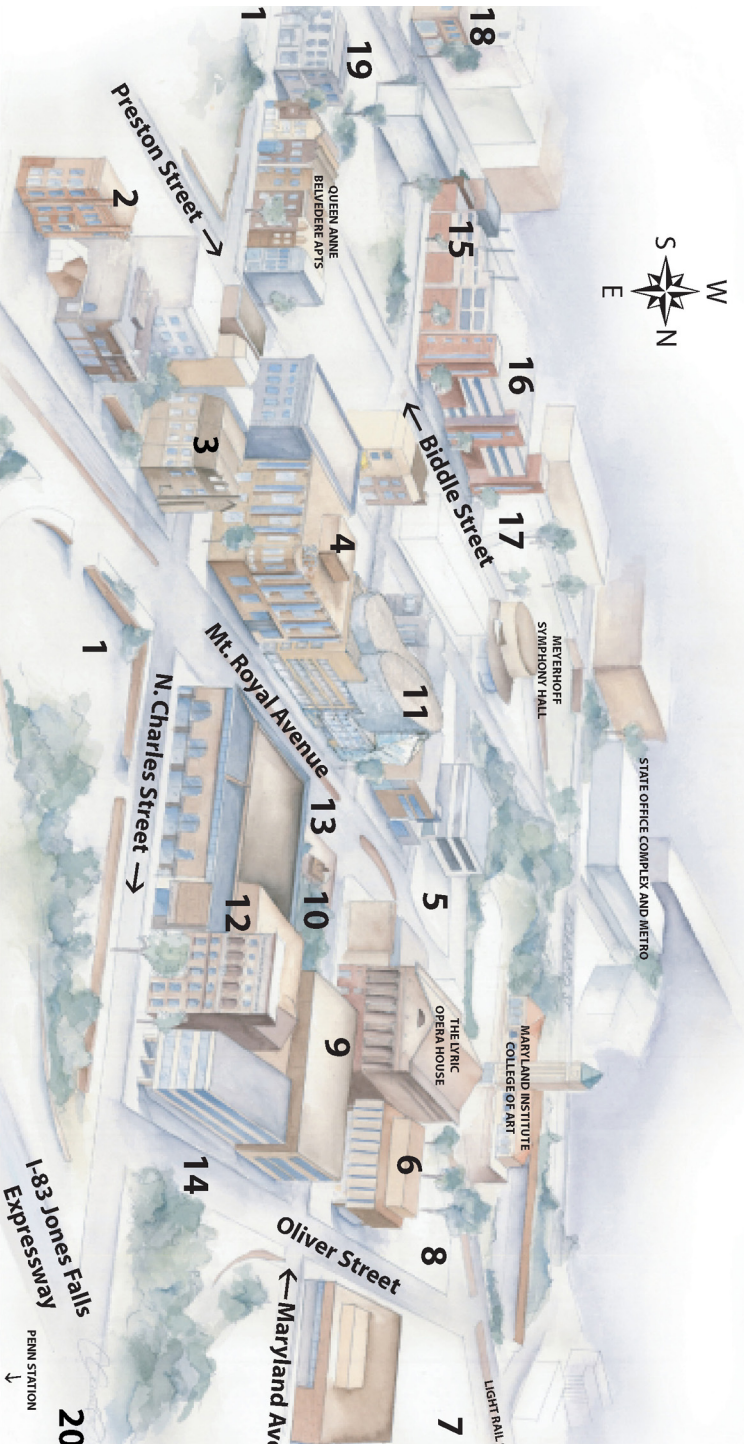 18
1
19
Preston Street →
2
QUEEN ANNE
BELVEDERE APTS
15
S
W
E
N
16
3
← Biddle Street
17
4
MEYERHOFF
SYMPHONY HALL
1
11
Mt. Royal Avenue
N. Charles Street →
STATE OFFICE COMPLEX AND METRO
13
10
5
12
9
THE LYRIC
OPERA HOUSE
MARYLAND INSTITUTE
COLLEGE OF ART
6
14
8
Oliver Street
I-83 Jones Falls
Expressway
← Maryland Ave
PENN STATION
→
LIGHT RAIL
7
20